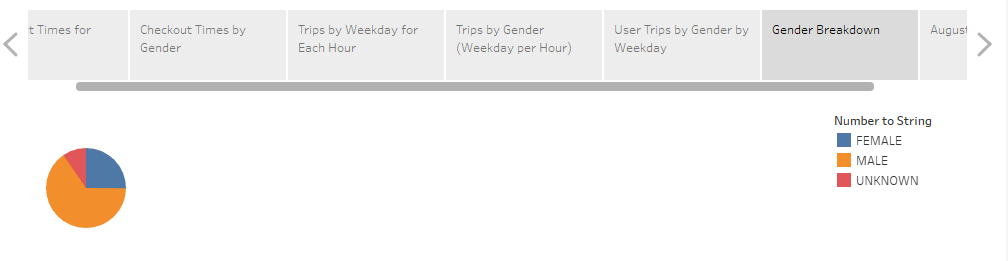 t Times for
Checkout Times by
Gender
Trips by Weekday for
Each Hour
Trips by Gender
(Weekday per Hour)
User Trips by Gender by
Weekday
Gender Breakdown
August
Number to String
FEMALE
MALE
UNKNOWN